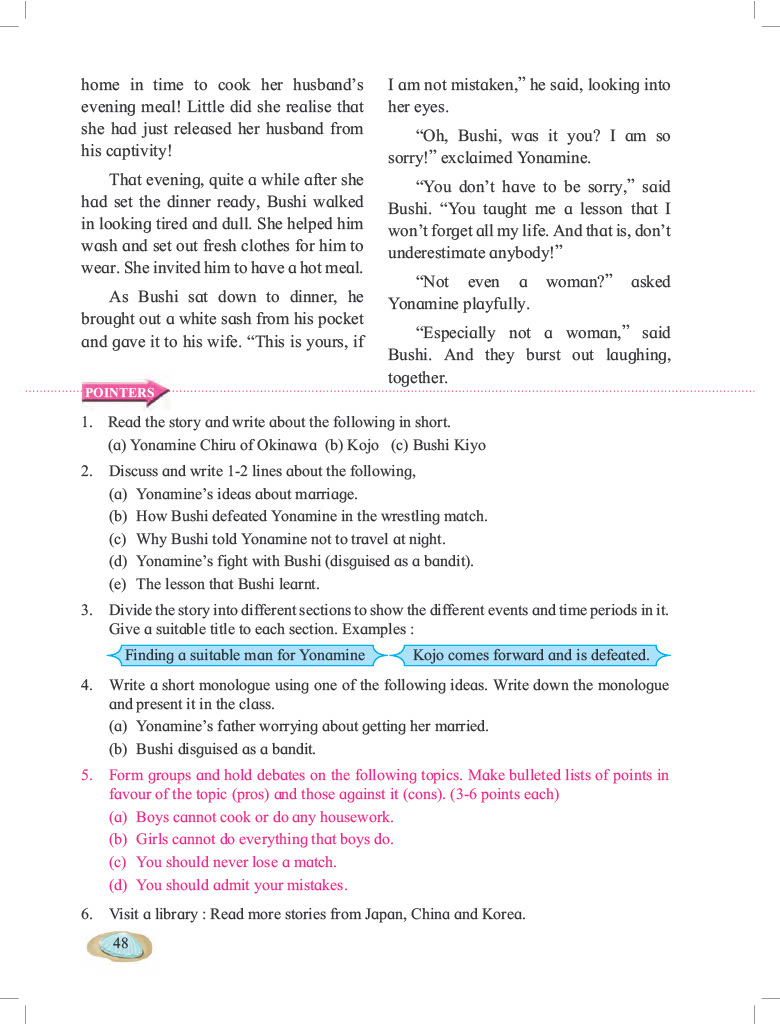 home in time to cook her husband’s
evening meal! Little did she realise that
she had just released her husband from
his captivity!
That evening, quite a while after she
had set the dinner ready, Bushi walked
in looking tired and dull. She helped him
wash and set out fresh clothes for him to
wear. She invited him to have a hot meal.
As Bushi sat down to dinner, he
brought out a white sash from his pocket
and gave it to his wife. “This is yours, if
I am not mistaken,” he said, looking into
her eyes.
“Oh, Bushi, was it you? I am so
sorry!” exclaimed Yonamine.
“You don’t have to be sorry,” said
Bushi. “You taught me a lesson that I
won’t forget all my life. And that is, don’t
underestimate anybody!”
“Not even a woman?” asked
Yonamine playfully.
“Especially not a woman,” said
Bushi. And they burst out laughing,
together.
POINTERS
1. Read the story and write about the following in short.
(a) Yonamine Chiru of Okinawa (b) Kojo (c) Bushi Kiyo
2. Discuss and write 1-2 lines about the following,
(a) Yonamine’s ideas about marriage.
(b) How Bushi defeated Yonamine in the wrestling match.
(c) Why Bushi told Yonamine not to travel at night.
(d) Yonamine’s fight with Bushi (disguised as a bandit).
(e) The lesson that Bushi learnt.
3. Divide the story into different sections to show the different events and time periods in it.
Give a suitable title to each section. Examples :
Finding a suitable man for Yonamine Kojo comes forward and is defeated.
4. Write a short monologue using one of the following ideas. Write down the monologue
and present it in the class.
(a) Yonamine’s father worrying about getting her married.
(b) Bushi disguised as a bandit.
5. Form groups and hold debates on the following topics. Make bulleted lists of points in
favour of the topic (pros) and those against it (cons). (3-6 points each)
(a) Boys cannot cook or do any housework.
(b) Girls cannot do everything that boys do.
(c) You should never lose a match.
(d) You should admit your mistakes.
6. Visit a library : Read more stories from Japan, China and Korea.
48